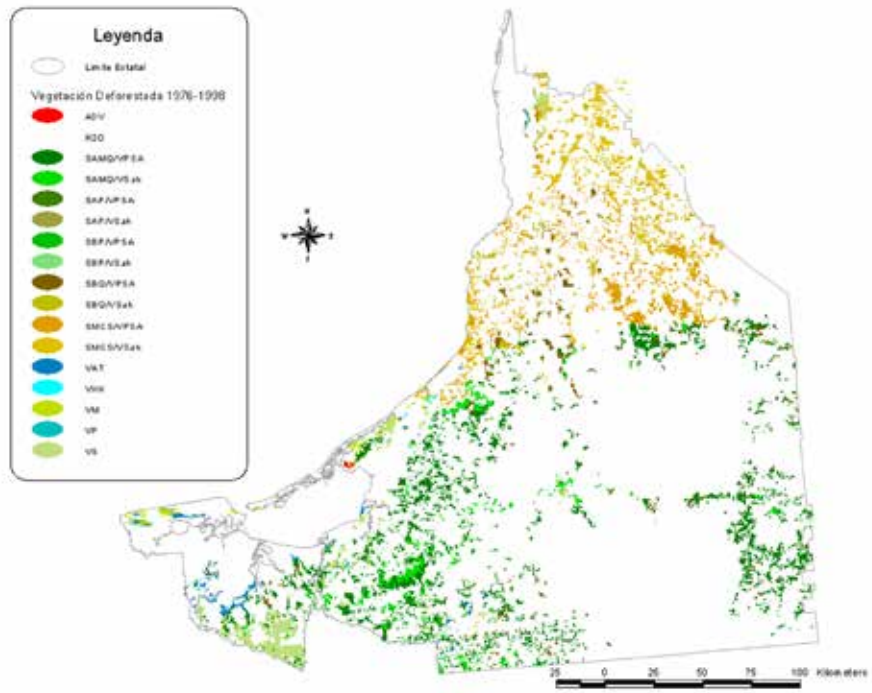 Leyenda
Limite Estatal
Vegetación Deforestada 1976-1998
ADV
SAMQ/VPSA
SAMQ/VSah
SAP/VPSA
SAP/VSah
SBP/VPSA
SBP/VSah
SBQ/VPSA
SBQ/VSah
SMCS/VPSA
SMCS/VSah
VAT
VM
VP
VS
N
W
25 0 25 50 75 100 Kilometers